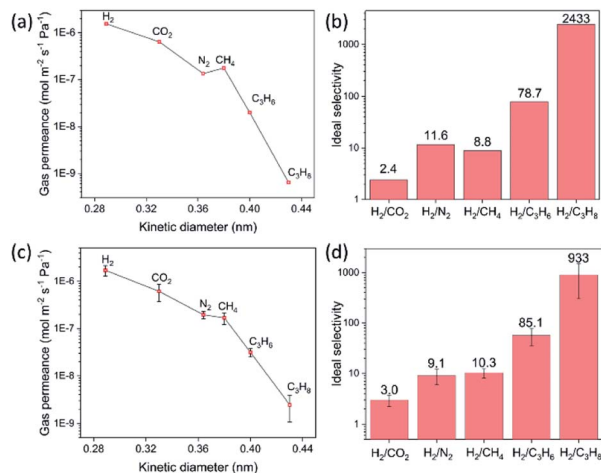 (a)
Gas permeance (mol m⁻² s⁻¹ Pa⁻¹)
1E-6
1E-7
1E-8
1E-9
H₂
CO₂
N₂
CH₄
C₃H₆
C₃H₈
0.28
0.32
0.36
0.40
0.44
Kinetic diameter (nm)
(b)
Ideal selectivity
1000
100
10
1
2.4
11.6
8.8
78.7
2433
H₂/CO₂
H₂/N₂
H₂/CH₄
H₂/C₃H₆
H₂/C₃H₈
(c)
Gas permeance (mol m⁻² s⁻¹ Pa⁻¹)
1E-6
1E-7
1E-8
1E-9
H₂
CO₂
N₂
CH₄
C₃H₆
C₃H₈
0.28
0.32
0.36
0.40
0.44
Kinetic diameter (nm)
(d)
Ideal selectivity
1000
100
10
1
3.0
9.1
10.3
85.1
933
H₂/CO₂
H₂/N₂
H₂/CH₄
H₂/C₃H₆
H₂/C₃H₈